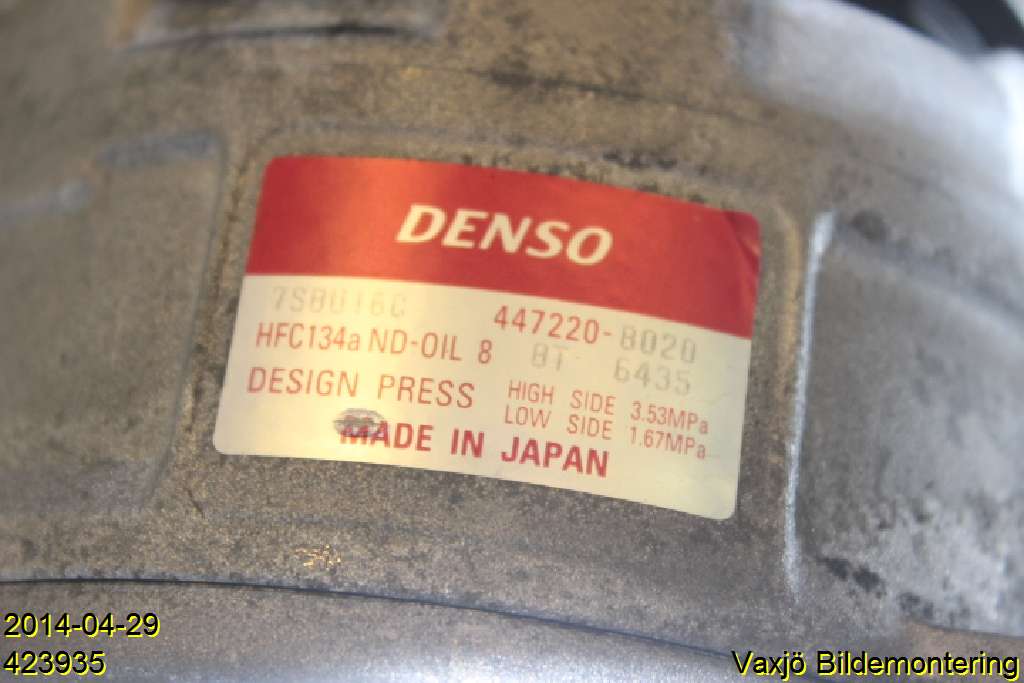 DENSO
7SBU16C 447220-8020
HFC134a ND-OIL 8 8T 6435
DESIGN PRESS HIGH SIDE 3.53MPa
LOW SIDE 1.67MPa
MADE IN JAPAN
2014-04-29
423935
Vaxjö Bildemontering